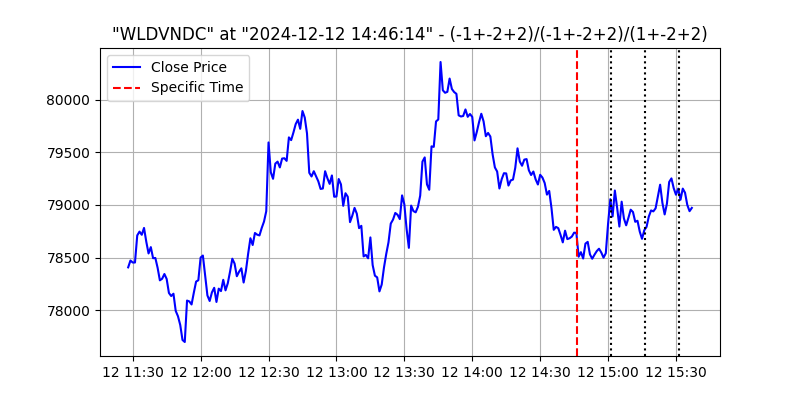 "WLDVNDC" at "2024-12-12 14:46:14" - (-1+-2+2)/(-1+-2+2)/(1+-2+2)
Close Price
Specific Time
80000
79500
79000
78500
78000
12 11:30 12 12:00 12 12:30 12 13:00 12 13:30 12 14:00 12 14:30 12 15:00 12 15:30